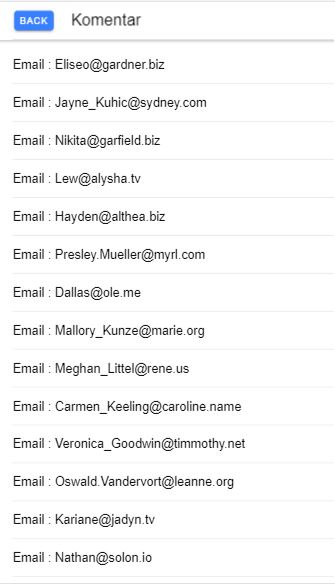 BACK Komentar
Email : Eliseo@gardner.biz
Email : Jayne_Kuhic@sydney.com
Email : Nikita@garfield.biz
Email : Lew@alysha.tv
Email : Hayden@althea.biz
Email : Presley.Mueller@myrl.com
Email : Dallas@ole.me
Email : Mallory_Kunze@marie.org
Email : Meghan_Littel@rene.us
Email : Carmen_Keeling@caroline.name
Email : Veronica_Goodwin@timmothy.net
Email : Oswald.Vandervort@leanne.org
Email : Kariane@jadyn.tv
Email : Nathan@solon.io